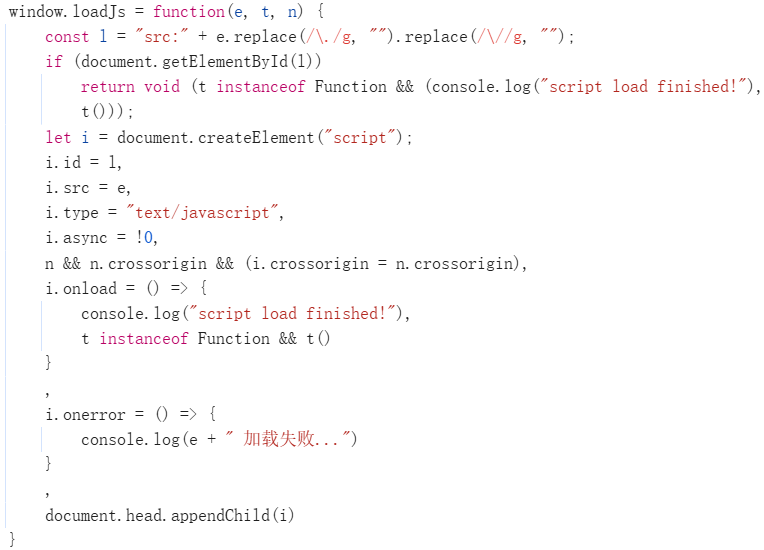 window.loadJs = function(e, t, n) {
    const l = "src:" + e.replace(/\./g, "").replace(/\//g, "");
    if (document.getElementById(l))
        return void (t instanceof Function && (console.log("script load finished!"),
        t()));
    let i = document.createElement("script");
    i.id = l,
    i.src = e,
    i.type = "text/javascript",
    i.async = !0,
    n && n.crossorigin && (i.crossorigin = n.crossorigin),
    i.onload = () => {
        console.log("script load finished!"),
        t instanceof Function && t()
    }
    ,
    i.onerror = () => {
        console.log(e + " 加载失败...")
    }
    ,
    document.head.appendChild(i)
}